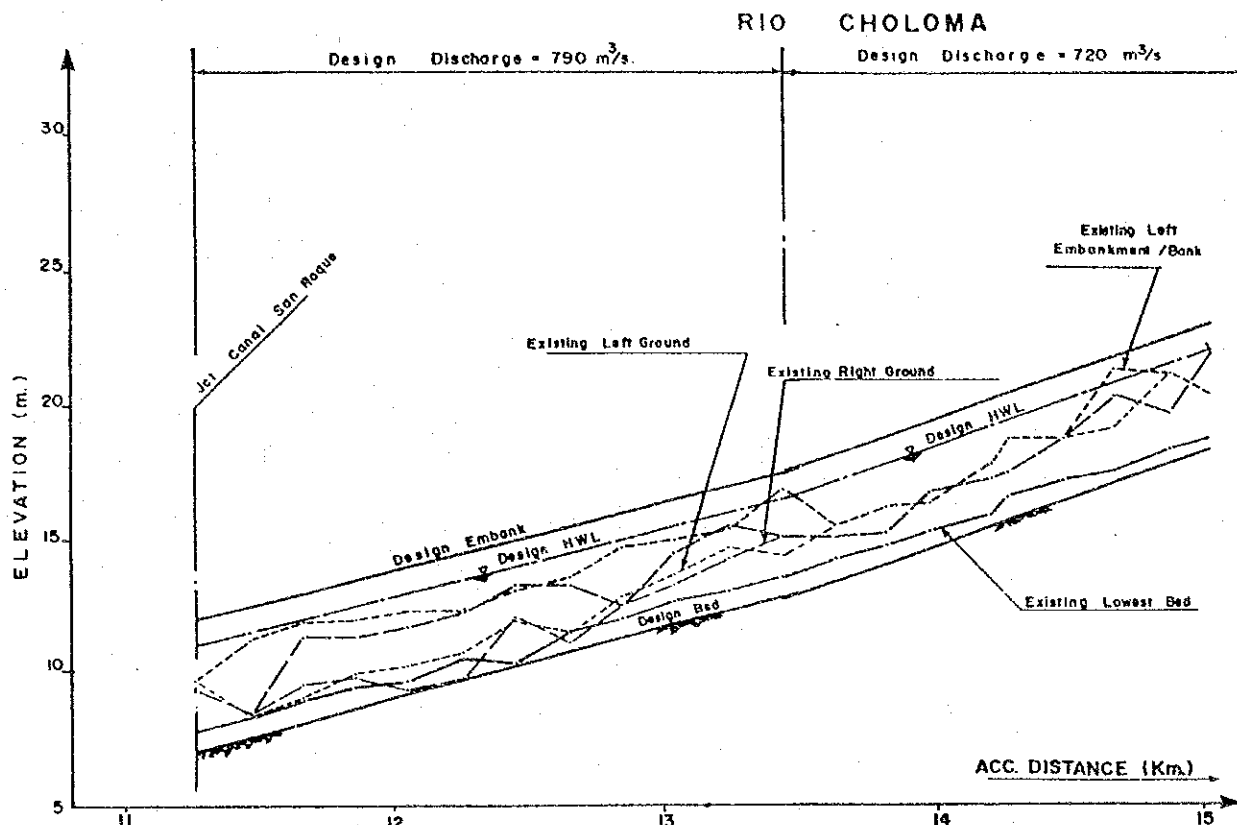 RIO CHOLOMA
Design Discharge = 790 m³/s.
Design Discharge = 720 m³/s
30
25
20
15
10
5
ELEVATION (m.)
Jct Canal San Roque
Existing Left
Embankment / Bank
Existing Left Ground
Existing Right Ground
Design HWL
Design Embank
Design HWL
Design Bed
Existing Lowest Bed
ACC. DISTANCE (Km.)
11
12
13
14
15